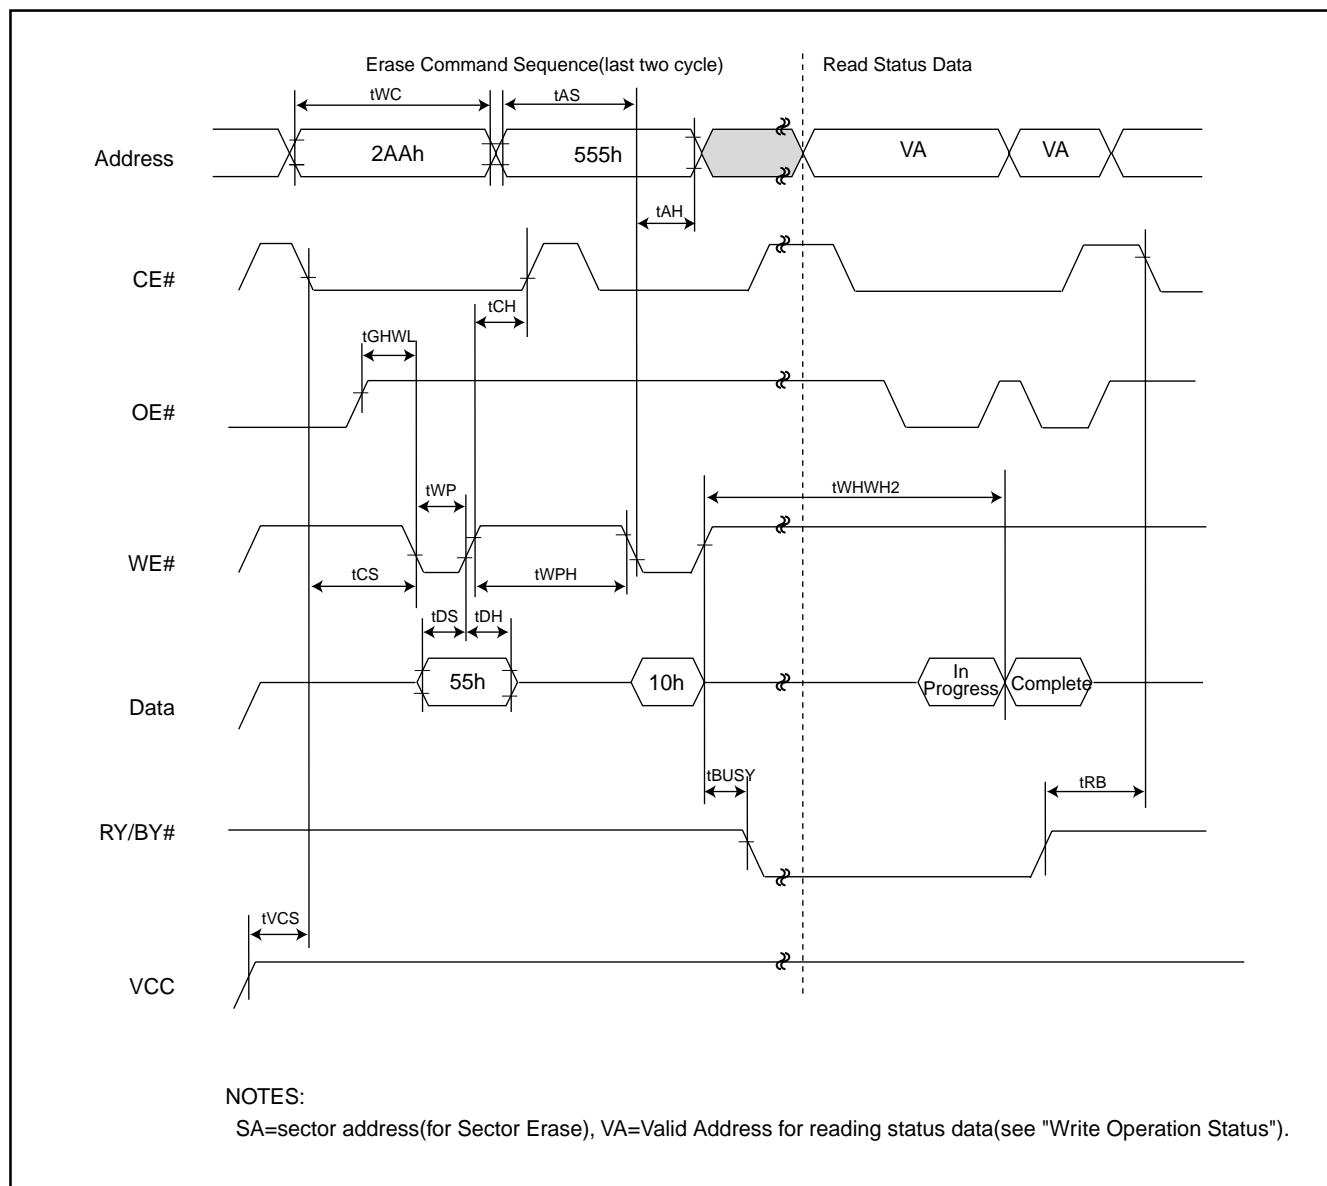 Erase Command Sequence(last two cycle)
Read Status Data
tWC
tAS
Address
2AAh
555h
VA
VA
tAH
CE#
tCH
tGHWL
OE#
tWP
tWHWH2
WE#
tCS
tWPH
tDS
tDH
Data
55h
10h
In
Progress
Complete
tBUSY
tRB
RY/BY#
tVCS
VCC
NOTES:
SA=sector address(for Sector Erase), VA=Valid Address for reading status data(see "Write Operation Status").